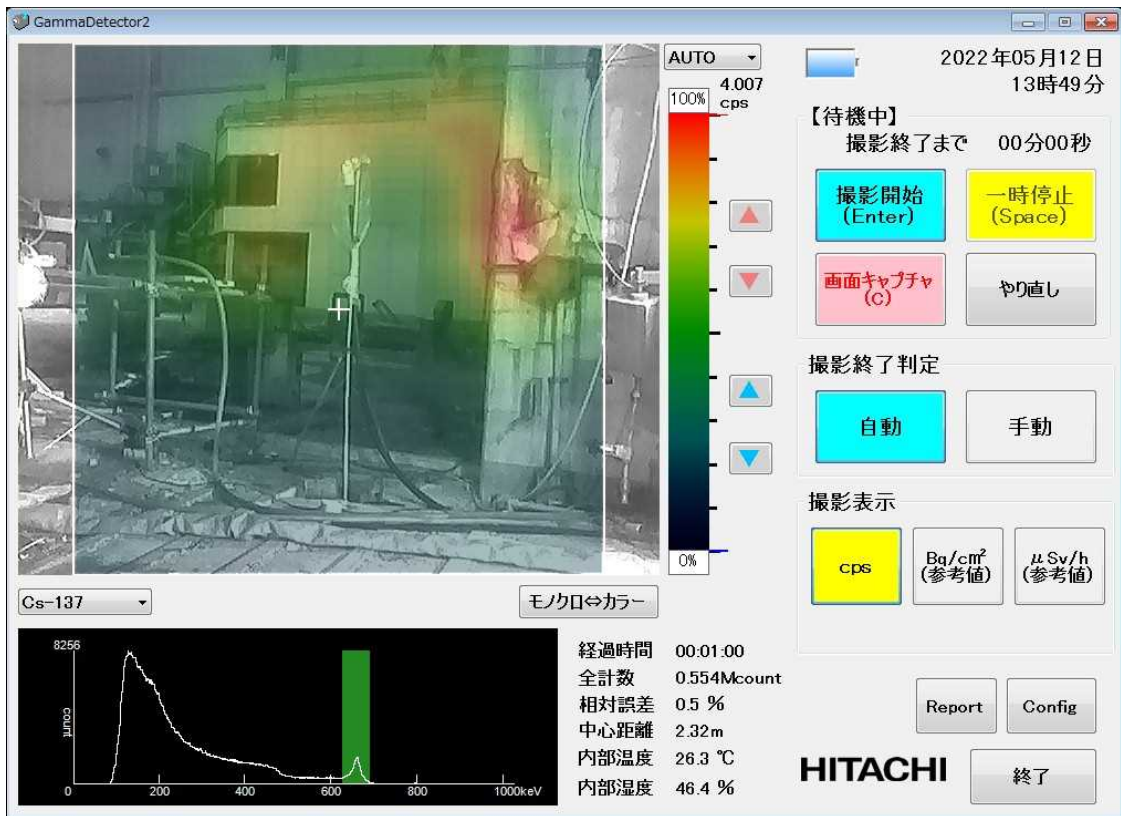 GammaDetector2
AUTO
4.007
cps
100%
0%
2022年05月12日
13時49分
【待機中】
撮影終了まで 00分00秒
撮影開始
(Enter)
一時停止
(Space)
画面キャプチャ
(C)
やり直し
撮影終了判定
自動
手動
撮影表示
cps
Bq/cm²
(参考値)
μSv/h
(参考値)
Cs-137
モノクロ⇔カラー
8256
count
0 200 400 600 800 1000keV
経過時間 00:01:00
全計数 0.554Mcount
相対誤差 0.5 %
中心距離 2.32m
内部温度 26.3 ℃
内部湿度 46.4 %
Report
Config
HITACHI
終了